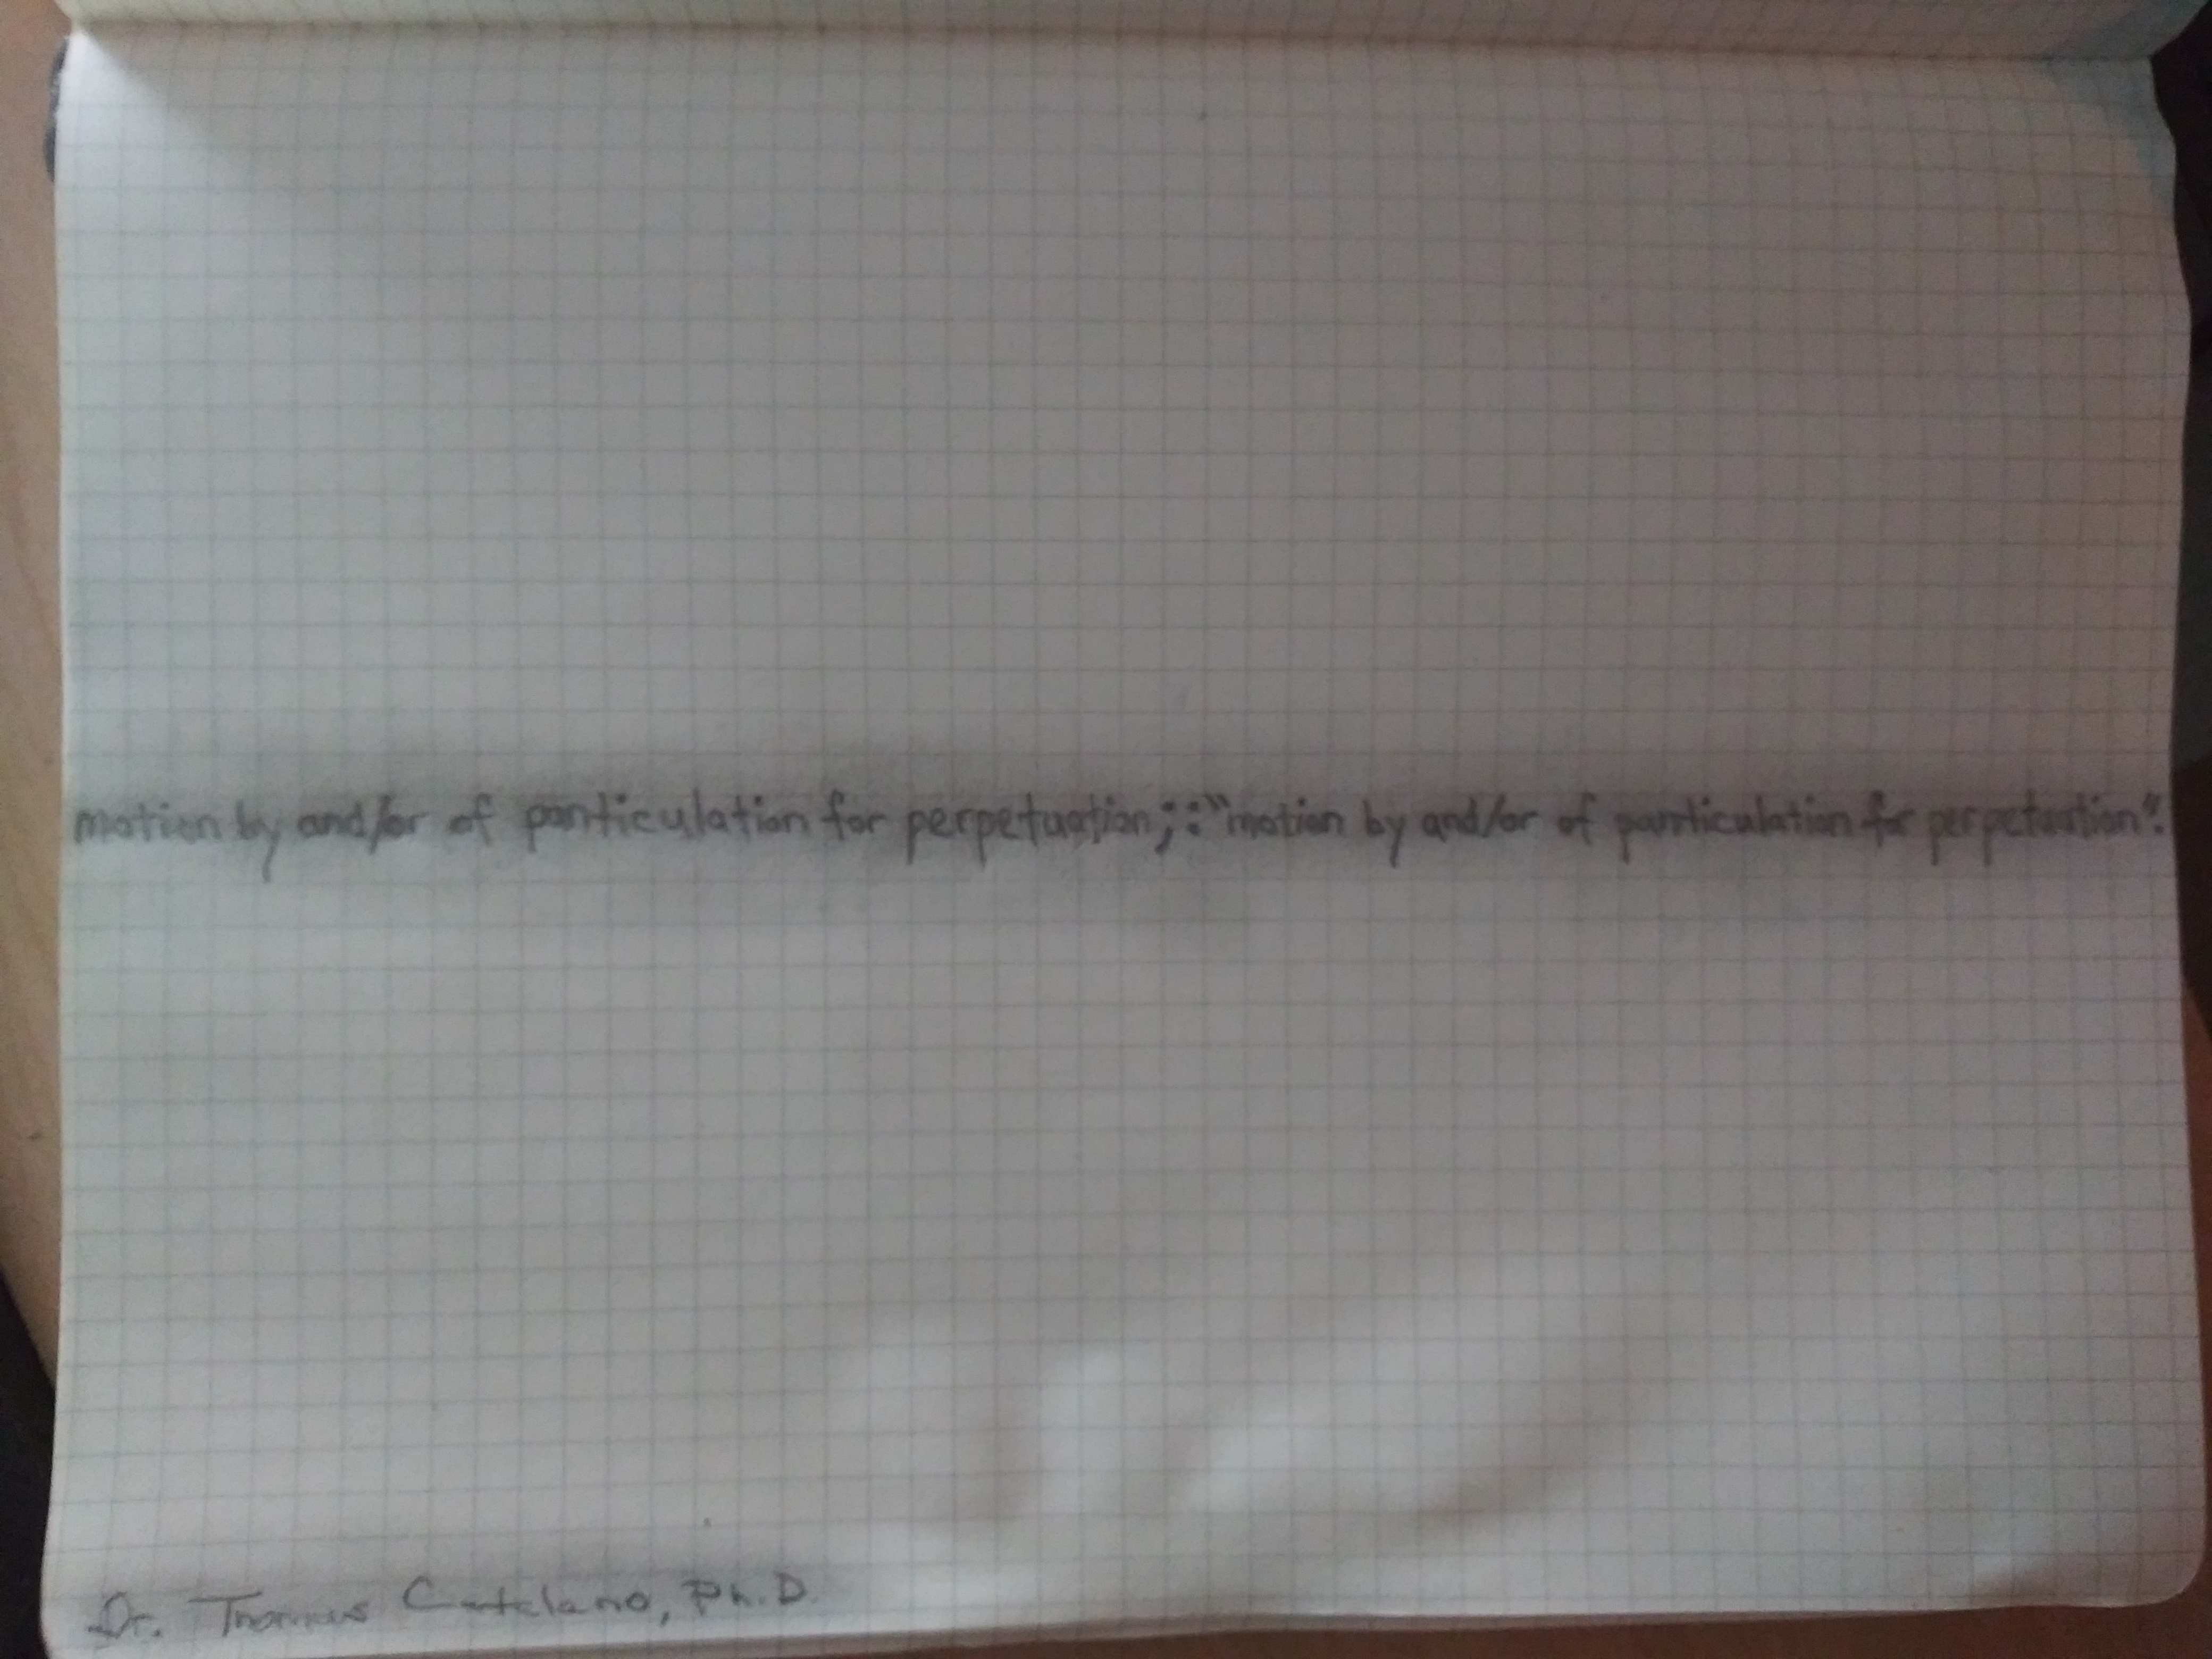 motion by and/or of particulation for perpetuation;:"motion by and/or of particulation for perpetuation".
Dr. Thomas Catalano, Ph.D.